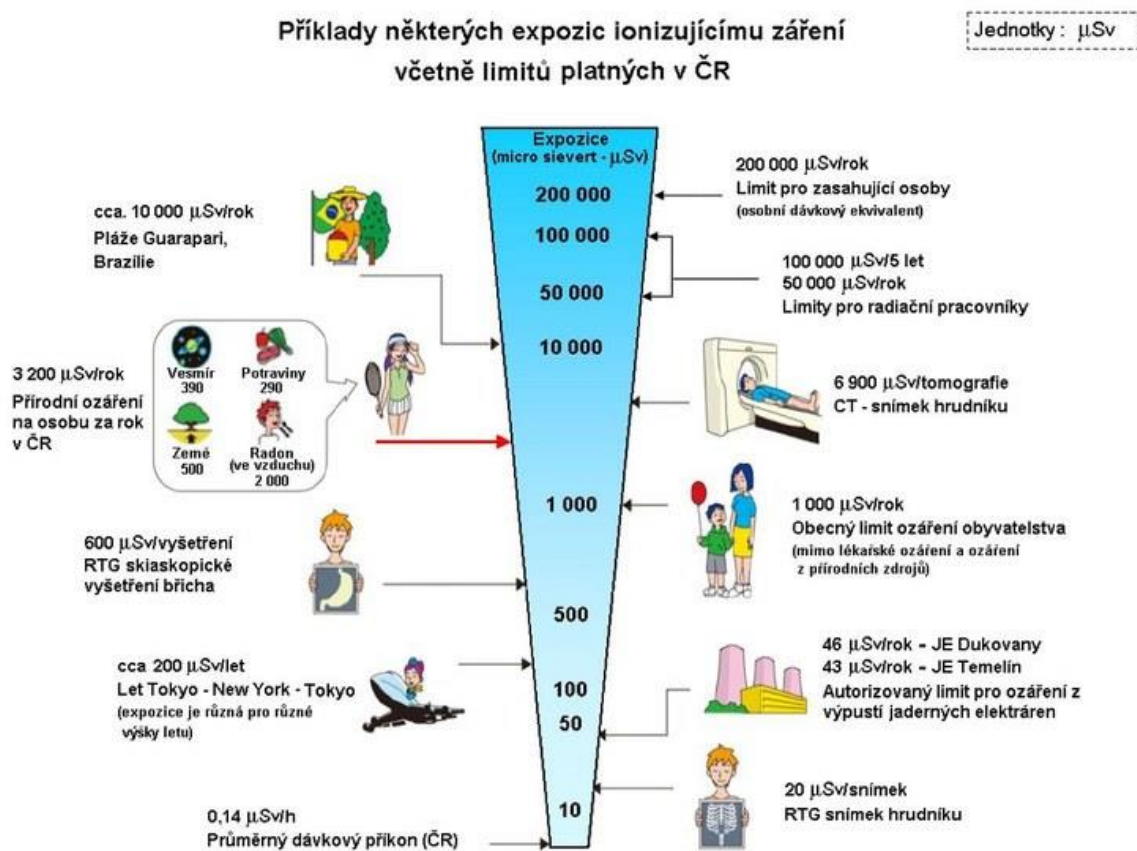 Příklady některých expozic ionizujícímu záření
včetně limitů platných v ČR
Jednotky : μSv
Expozice
(micro sievert - μSv)
200 000
100 000
50 000
10 000
1 000
500
100
50
10
cca. 10 000 μSv/rok
Pláže Guarapari,
Brazílie
3 200 μSv/rok
Přírodní ozáření
na osobu za rok
v ČR
Vesmír
390
Potraviny
290
Země
500
Radon
(ve vzduchu)
2 000
600 μSv/vyšetření
RTG skiaskopické
vyšetření břicha
cca 200 μSv/let
Let Tokyo - New York - Tokyo
(expozice je různá pro různé
výšky letu)
0,14 μSv/h
Průměrný dávkový příkon (ČR)
200 000 μSv/rok
Limit pro zasahující osoby
(osobní dávkový ekvivalent)
100 000 μSv/5 let
50 000 μSv/rok
Limity pro radiační pracovníky
6 900 μSv/tomografie
CT - snímek hrudníku
1 000 μSv/rok
Obecný limit ozáření obyvatelstva
(mimo lékařské ozáření a ozáření
z přírodních zdrojů)
46 μSv/rok - JE Dukovany
43 μSv/rok - JE Temelín
Autorizovaný limit pro ozáření z
výpustí jaderných elektráren
20 μSv/snímek
RTG snímek hrudníku